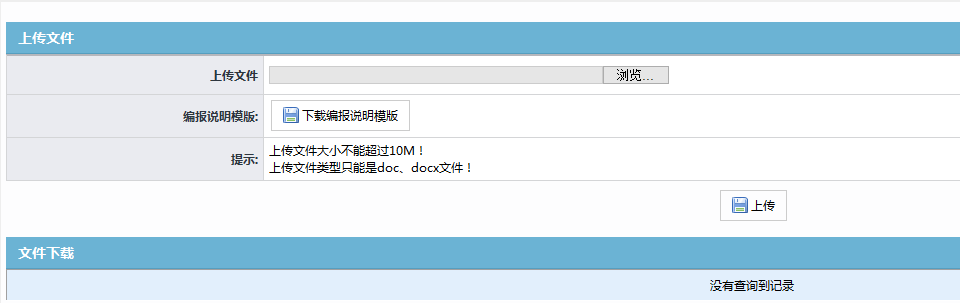 上传文件
上传文件
浏览...
编报说明模版:
下载编报说明模版
提示:
上传文件大小不能超过10M！
上传文件类型只能是doc、docx文件！
上传
文件下载
没有查询到记录